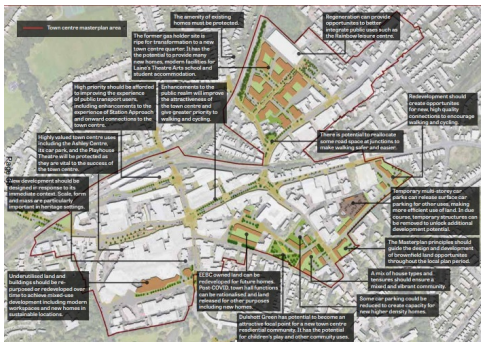 Town centre masterplan area
The amenity of existing
homes must be protected.
Regeneration can provide
opportunites to better
integrate public uses such as
the Rainbow leisure centre.
The former gas holder site is
ripe for transformation to a new
town centre quarter. It has the
the potential to provide many
new homes, modern facilities for
Laine's Theatre Arts school and
student accommodation.
High priority should be afforded
to improving the experience
of public transport users,
including enhancements to the
experience of Station Approach
and onward connections to the
town centre.
Enhancements to the
public realm will improve
the attractiveness of
the town centre and
give greater priority to
walking and cycling.
Redevelopment should
create opportunities
for new, high quality
connections to encourage
walking and cycling.
Highly valued town centre uses
including the Ashley Centre,
its car park, and the Playhouse
Theatre will be protected as
they are vital to the success of
the town centre.
There is potential to reallocate
some road space at junctions to
make walking safer and easier.
Page
New development should be
designed in response to its
immediate context. Scale, form
and mass are particularly
important in heritage settings.
Temporary multi-storey car
parks can release surface car
parking for other uses, making
more efficient use of land. In due
course, temporary structures can
be removed to unlock additional
development potential.
The Masterplan principles should
guide the design and development
of brownfield land opportunities
throughout the local plan period.
Underutilised land and
buildings should be re-
purposed or redeveloped over
time to achieve mixed-use
development including modern
workspaces and new homes in
sustainable locations.
EEBC owned land can be
redeveloped for future homes.
Post-COVID, town hall functions
can be rationalised and land
released for other purposes
including new homes.
A mix of house types and
tenures should ensure a
mixed and vibrant community.
Some car parking could be
reduced to create capacity for
new higher density homes.
Dulshott Green has potential to become an
attractive focal point for a new town centre
residential community. It has the potential
for children's play and other community uses.